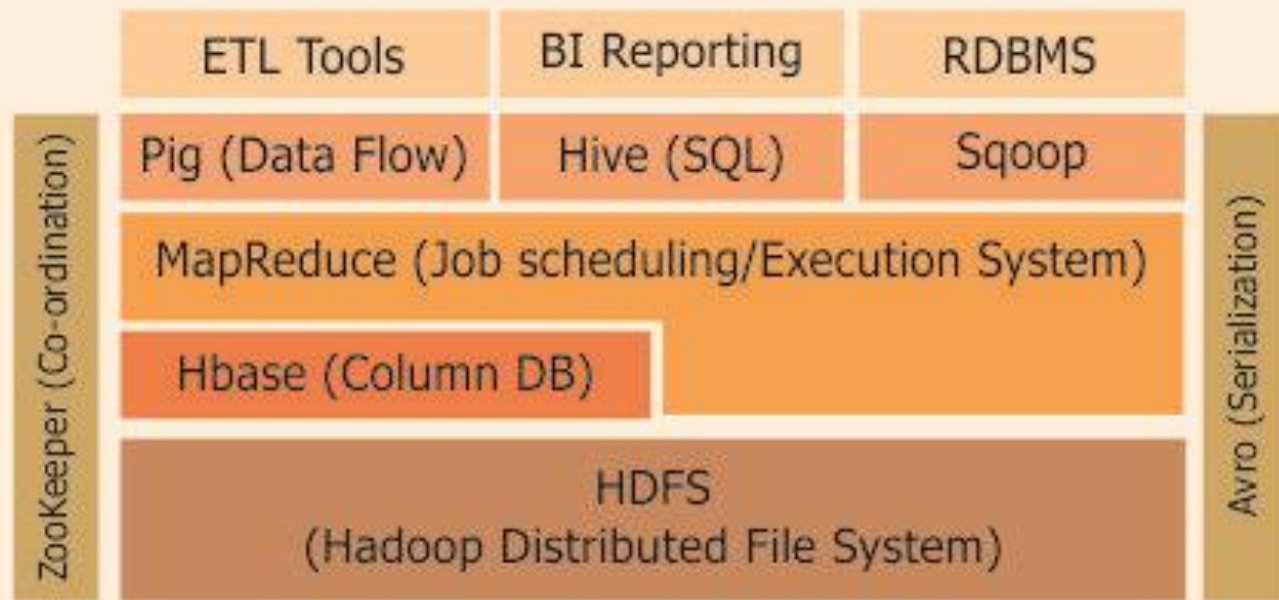 ETL Tools
BI Reporting
RDBMS
Pig (Data Flow)
Hive (SQL)
Sqoop
MapReduce (Job scheduling/Execution System)
Hbase (Column DB)
HDFS
(Hadoop Distributed File System)
ZooKeeper (Co-ordination)
Avro (Serialization)